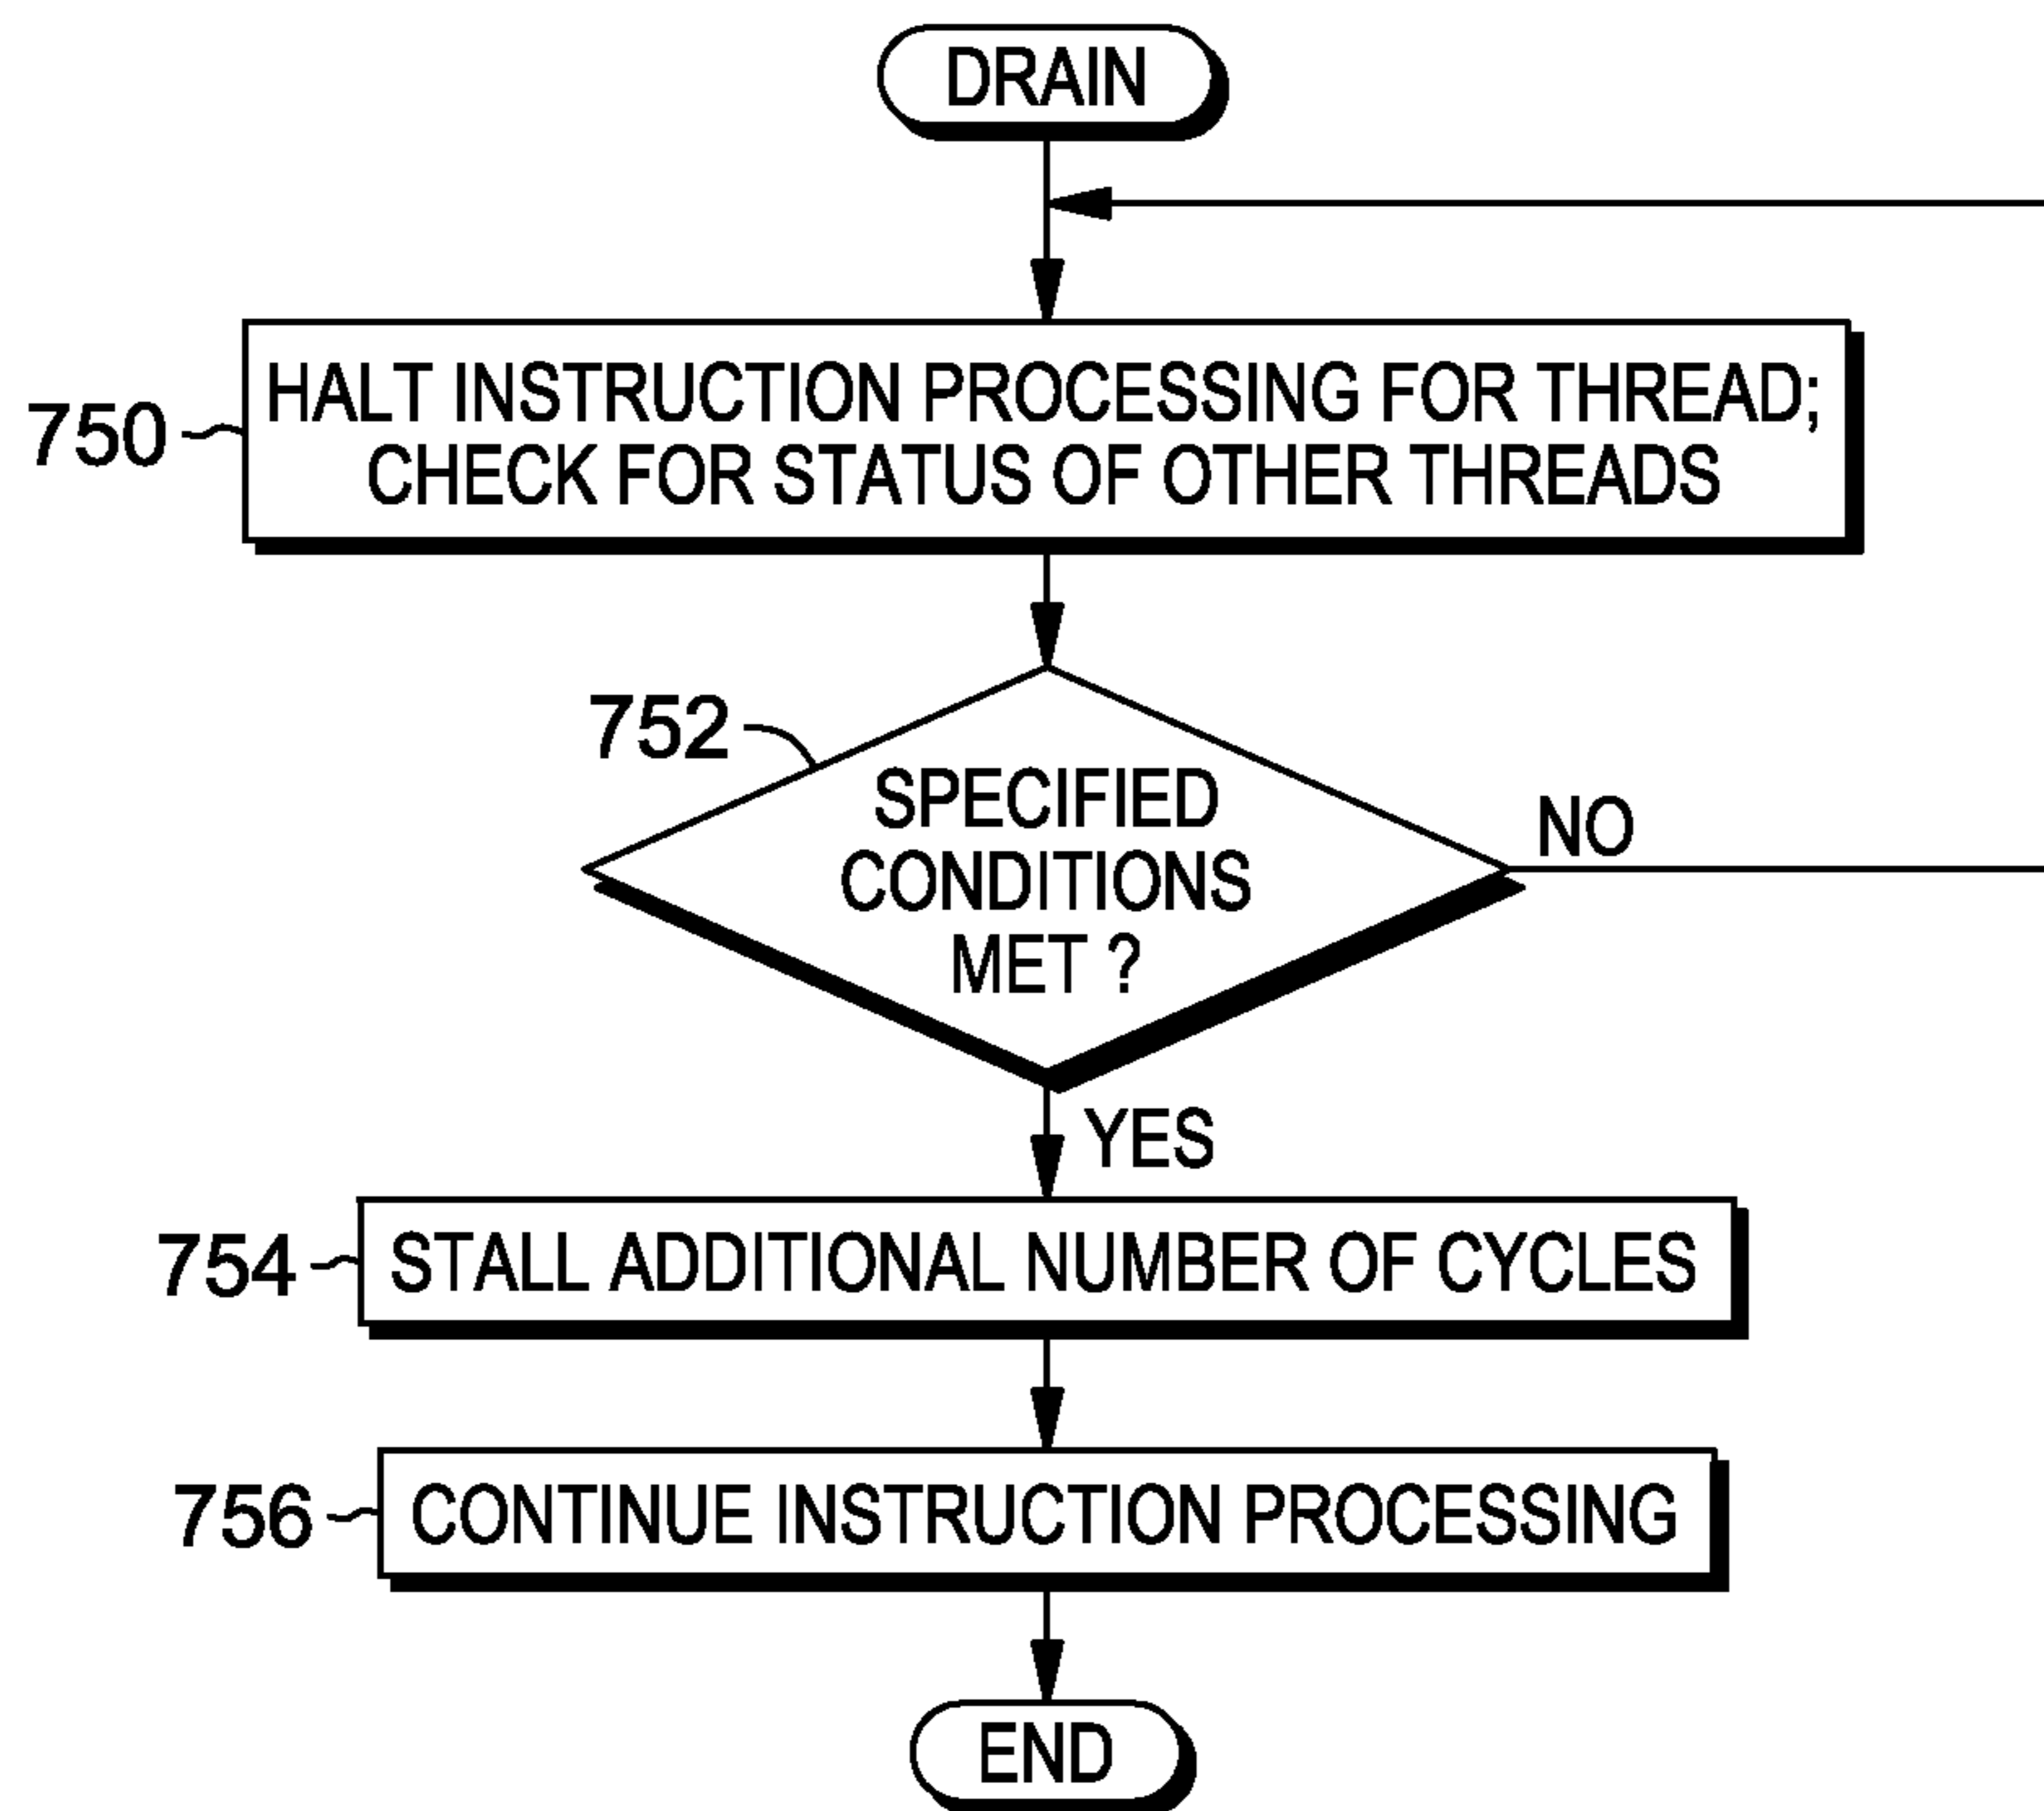 DRAIN
750
HALT INSTRUCTION PROCESSING FOR THREAD;
CHECK FOR STATUS OF OTHER THREADS
752
SPECIFIED
CONDITIONS
MET ?
NO
YES
754
STALL ADDITIONAL NUMBER OF CYCLES
756
CONTINUE INSTRUCTION PROCESSING
END